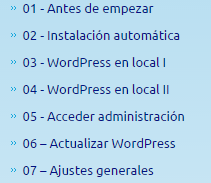 » 01 - Antes de empezar
» 02 - Instalación automática
» 03 - WordPress en local I
» 04 - WordPress en local II
» 05 - Acceder administración
» 06 – Actualizar WordPress
» 07 – Ajustes generales